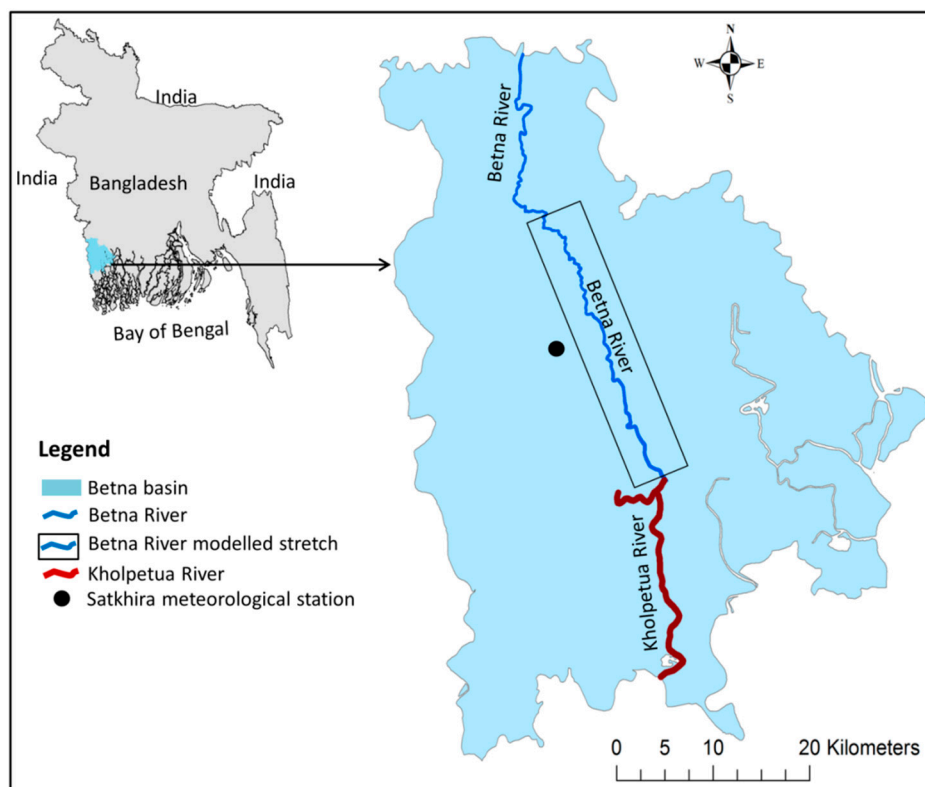 India
India
Bangladesh
India
Bay of Bengal
N
W
E
S
Betna River
Betna River
Kholpetua River
Legend
Betna basin
Betna River
Betna River modelled stretch
Kholpetua River
Satkhira meteorological station
0 5 10 20 Kilometers